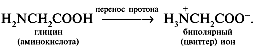 H₂NCH₂COOH перенос протона ⟶ H₃N⁺CH₂COO⁻.
глицин биполярный
(аминокислота) (цвиттер) ион